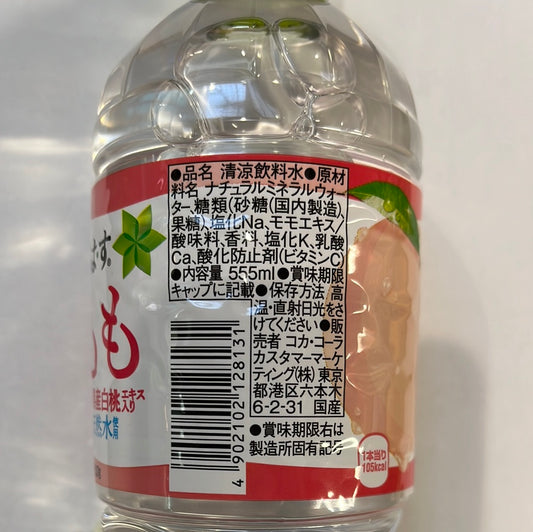 ●品名 清涼飲料水●原材
料名 ナチュラルミネラルウォー
ター、糖類(砂糖(国内製造)、
果糖)、塩化Na、モモエキス/
酸味料、香料、塩化K、乳酸
Ca、酸化防止剤(ビタミンC)
●内容量 555ml●賞味期限
キャップに記載●保存方法 高
温・直射日光をさ
けてください●販
売者 コカ・コーラ
カスタマーマーケ
ティング(株) 東京
都港区六本木
6-2-31 国産
●賞味期限右は
製造所固有記号
4902102128131
す®
もも
産白桃エキス入り
水使用
1本当り
105kcal